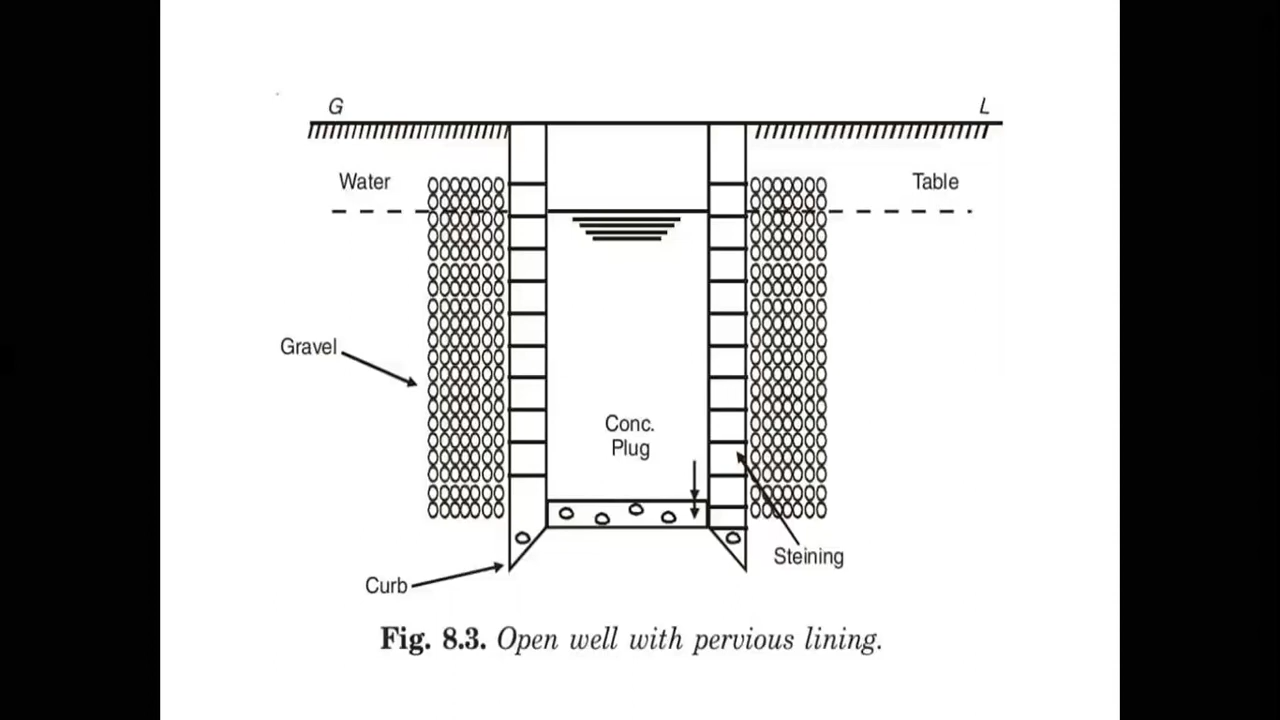 G L
Water Table
Gravel
Conc.
Plug
Steining
Curb
Fig. 8.3. Open well with pervious lining.